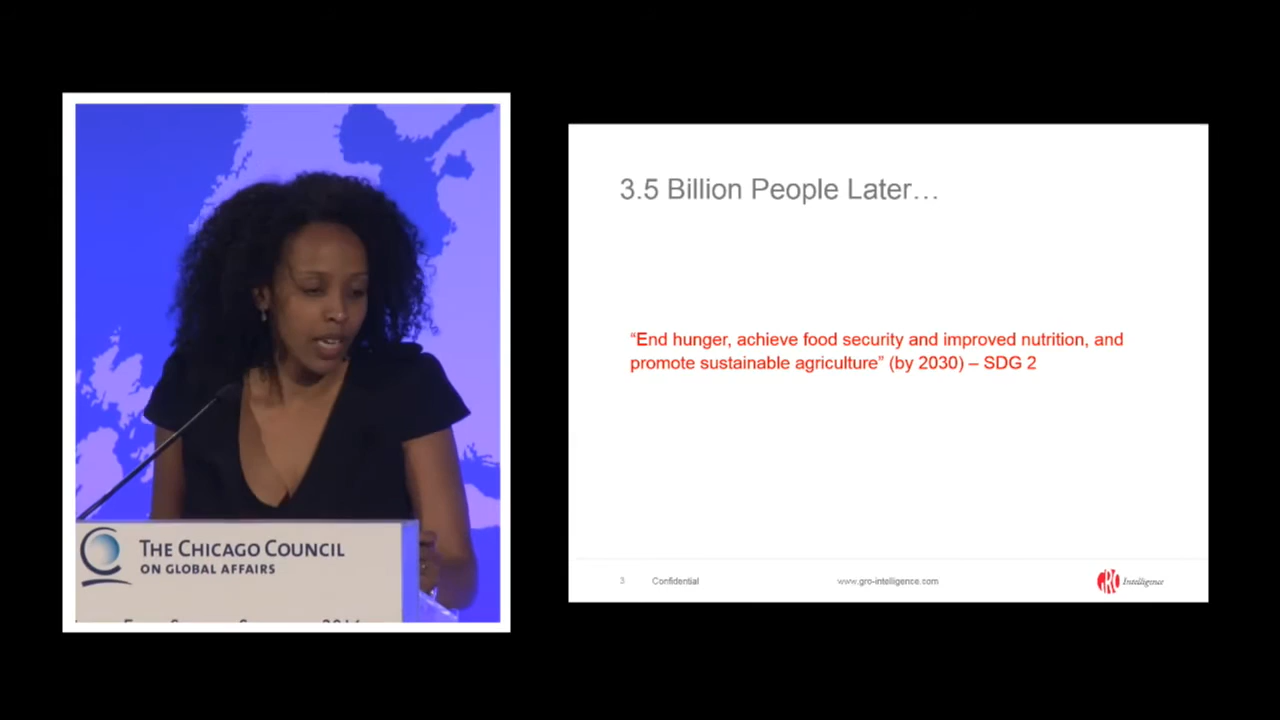 THE CHICAGO COUNCIL
ON GLOBAL AFFAIRS
3.5 Billion People Later…
“End hunger, achieve food security and improved nutrition, and
promote sustainable agriculture” (by 2030) – SDG 2
3 Confidential www.gro-intelligence.com GRO Intelligence